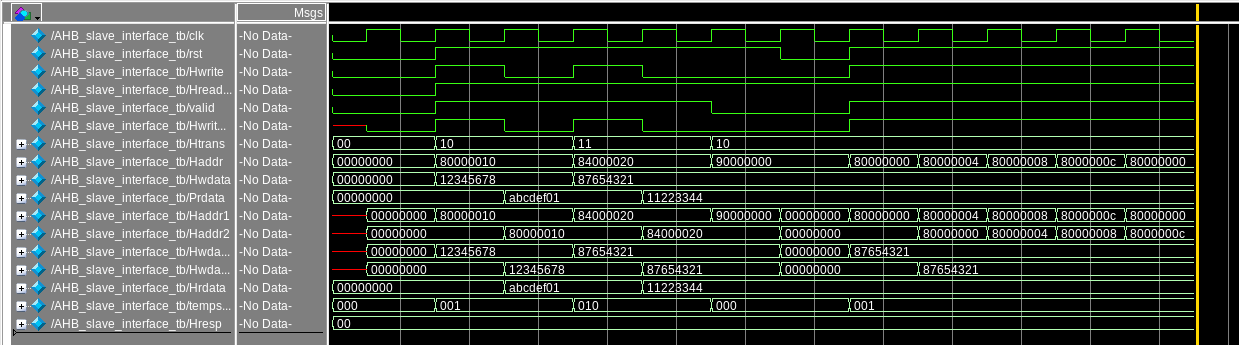 Msgs
/AHB_slave_interface_tb/clk -No Data-
/AHB_slave_interface_tb/rst -No Data-
/AHB_slave_interface_tb/Hwrite -No Data-
/AHB_slave_interface_tb/Hread... -No Data-
/AHB_slave_interface_tb/valid -No Data-
/AHB_slave_interface_tb/Hwrit... -No Data-
/AHB_slave_interface_tb/Htrans -No Data- 00 10 11 10
/AHB_slave_interface_tb/Haddr -No Data- 00000000 80000010 84000020 90000000 80000000 80000004 80000008 8000000c 80000000
/AHB_slave_interface_tb/Hwdata -No Data- 00000000 12345678 87654321
/AHB_slave_interface_tb/Prdata -No Data- 00000000 abcdef01 11223344
/AHB_slave_interface_tb/Haddr1 -No Data- 00000000 80000010 84000020 90000000 00000000 80000000 80000004 80000008 8000000c 80000000
/AHB_slave_interface_tb/Haddr2 -No Data- 00000000 80000010 84000020 00000000 80000000 80000004 80000008 8000000c
/AHB_slave_interface_tb/Hwda... -No Data- 00000000 12345678 87654321 00000000 87654321
/AHB_slave_interface_tb/Hwda... -No Data- 00000000 12345678 87654321 00000000 87654321
/AHB_slave_interface_tb/Hrdata -No Data- 00000000 abcdef01 11223344
/AHB_slave_interface_tb/temps... -No Data- 000 001 010 000 001
/AHB_slave_interface_tb/Hresp -No Data- 00